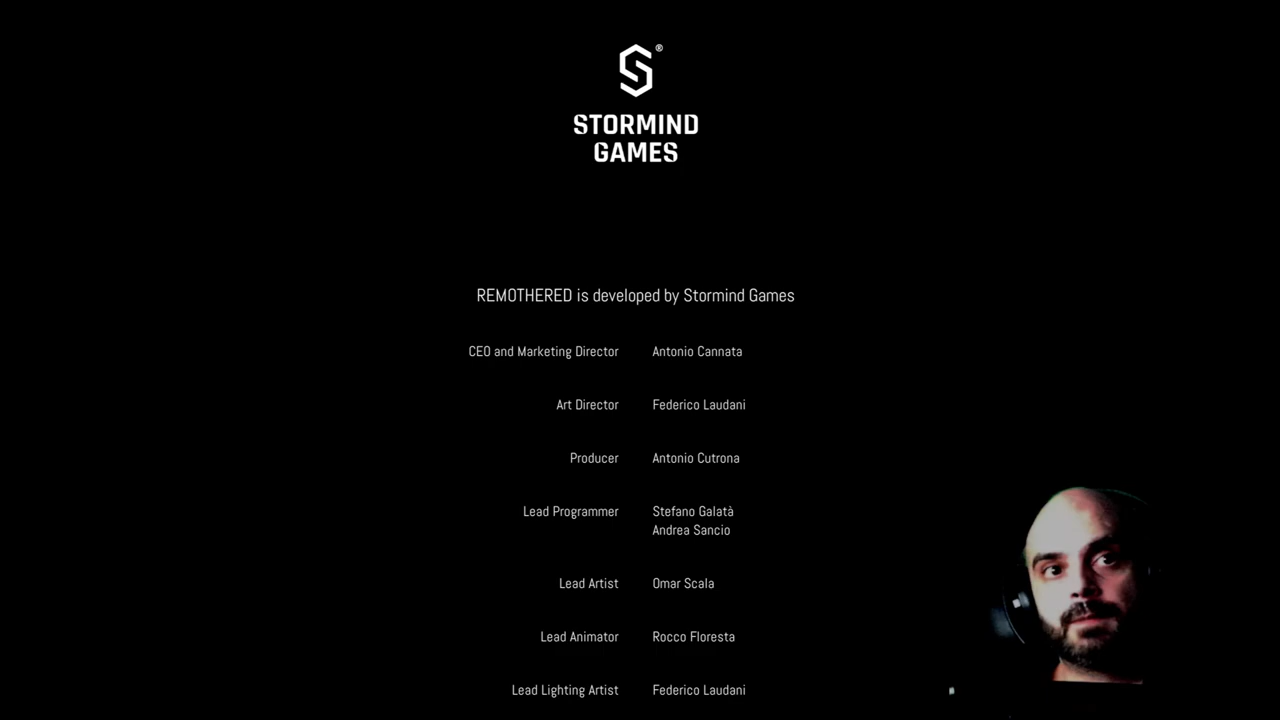 ®
STORMIND
GAMES
REMOTHERED is developed by Stormind Games
CEO and Marketing Director Antonio Cannata
Art Director Federico Laudani
Producer Antonio Cutrona
Lead Programmer Stefano Galatà
Andrea Sancio
Lead Artist Omar Scala
Lead Animator Rocco Floresta
Lead Lighting Artist Federico Laudani